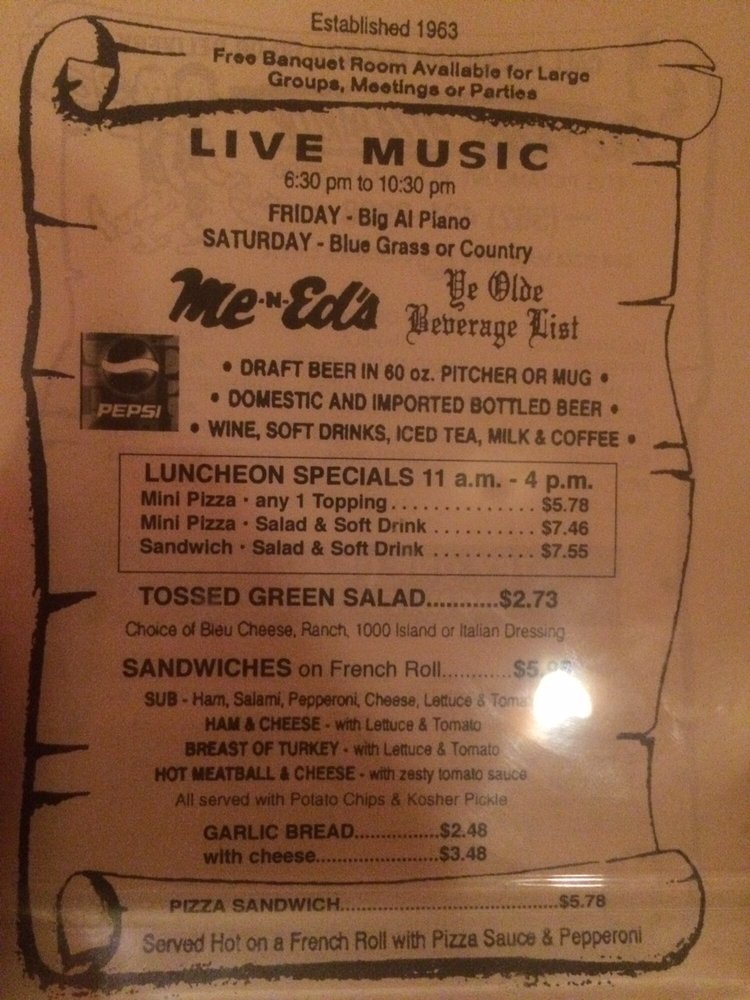 Established 1963
Free Banquet Room Available for Large
Groups, Meetings or Parties
LIVE MUSIC
6:30 pm to 10:30 pm
FRIDAY - Big Al Piano
SATURDAY - Blue Grass or Country
Me-N-Ed's
Ye Olde
Beverage List
PEPSI
• DRAFT BEER IN 60 oz. PITCHER OR MUG •
• DOMESTIC AND IMPORTED BOTTLED BEER •
• WINE, SOFT DRINKS, ICED TEA, MILK & COFFEE •
LUNCHEON SPECIALS 11 a.m. - 4 p.m.
Mini Pizza · any 1 Topping.............. $5.78
Mini Pizza · Salad & Soft Drink .......... $7.46
Sandwich · Salad & Soft Drink .......... $7.55
TOSSED GREEN SALAD...........$2.73
Choice of Bleu Cheese, Ranch, 1000 Island or Italian Dressing
SANDWICHES on French Roll............
SUB - Ham, Salami, Pepperoni, Cheese, Lettuce &
HAM & CHEESE - with Lettuce & Tomato
BREAST OF TURKEY - with Lettuce & Tomato
HOT MEATBALL & CHEESE - with zesty tomato sauce
All served with Potato Chips & Kosher Pickle
GARLIC BREAD..............$2.48
with cheese....................$3.48
PIZZA SANDWICH.......................................$5.78
Served Hot on a French Roll with Pizza Sauce & Pepperoni